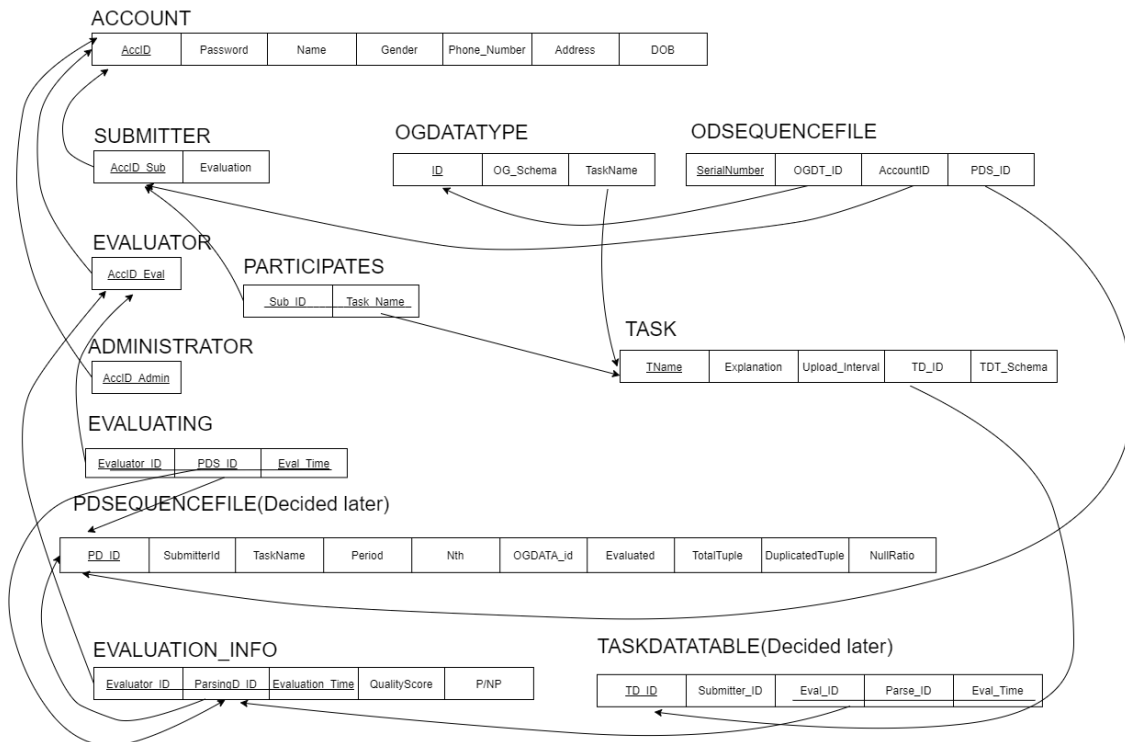 ACCOUNT
AccID Password Name Gender Phone_Number Address DOB
SUBMITTER
AccID_Sub Evaluation
OGDATATYPE
ID OG_Schema TaskName
ODSEQUENCEFILE
SerialNumber OGDT_ID AccountID PDS_ID
EVALUATOR
AccID_Eval
PARTICIPATES
Sub_ID Task_Name
ADMINISTRATOR
AccID_Admin
TASK
TName Explanation Upload_Interval TD_ID TDT_Schema
EVALUATING
Evaluator_ID PDS_ID Eval_Time
PDSEQUENCEFILE(Decided later)
PD_ID SubmitterId TaskName Period Nth OGDATA_id Evaluated TotalTuple DuplicatedTuple NullRatio
EVALUATION_INFO
Evaluator_ID ParsingD_ID Evaluation_Time QualityScore P/NP
TASKDATATABLE(Decided later)
TD_ID Submitter_ID Eval_ID Parse_ID Eval_Time